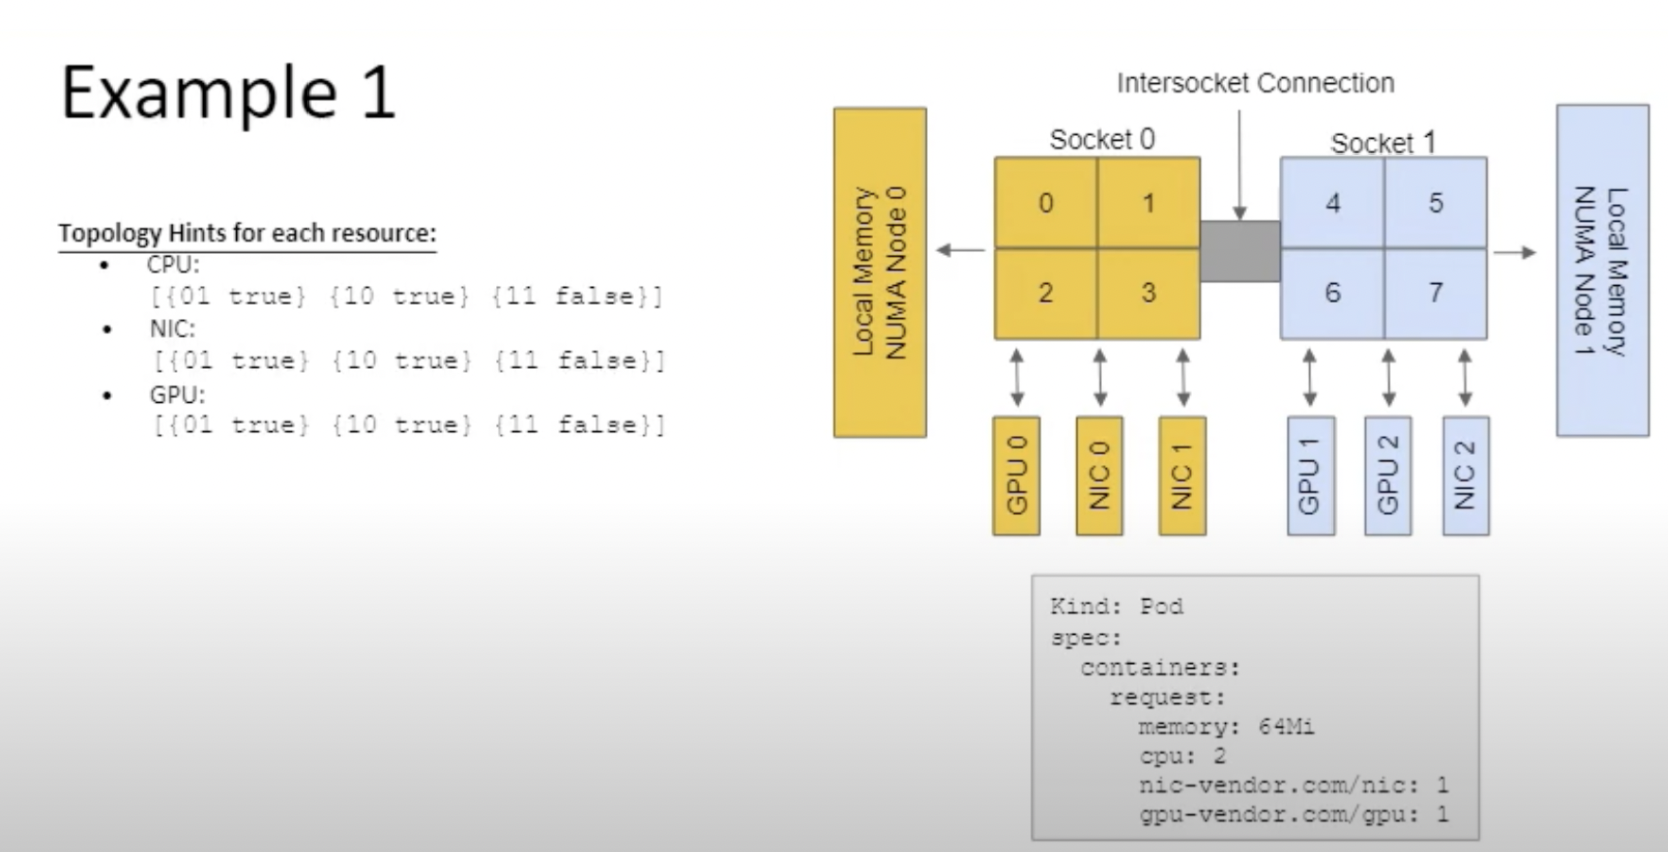 Example 1
Topology Hints for each resource:
• CPU:
[{01 true} {10 true} {11 false}]
• NIC:
[{01 true} {10 true} {11 false}]
• GPU:
[{01 true} {10 true} {11 false}]
Intersocket Connection
Socket 0
Socket 1
Local Memory
NUMA Node 0
0 1
2 3
4 5
6 7
Local Memory
NUMA Node 1
GPU 0
NIC 0
NIC 1
GPU 1
GPU 2
NIC 2
Kind: Pod
spec:
containers:
request:
memory: 64Mi
cpu: 2
nic-vendor.com/nic: 1
gpu-vendor.com/gpu: 1